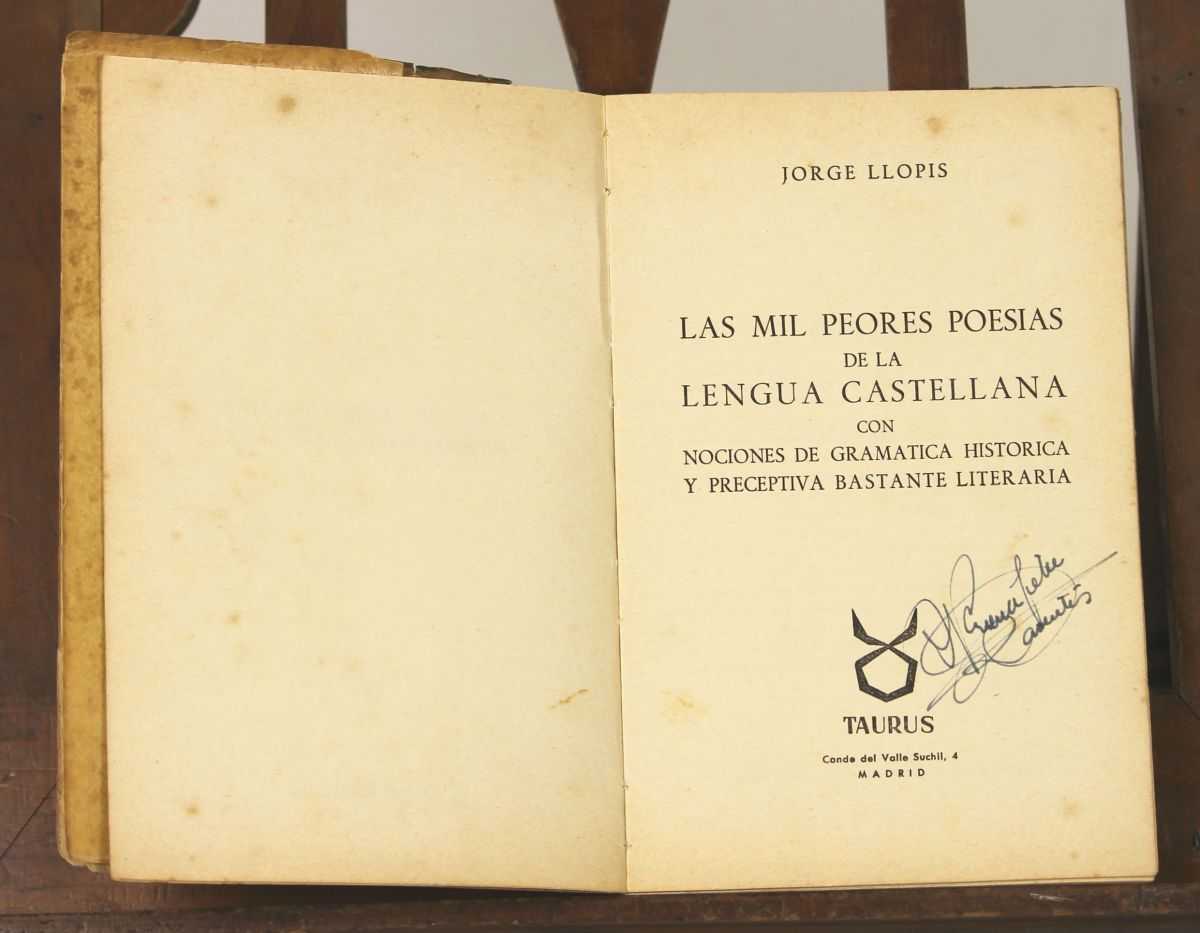 JORGE LLOPIS
LAS MIL PEORES POESIAS
DE LA
LENGUA CASTELLANA
CON
NOCIONES DE GRAMATICA HISTORICA
Y PRECEPTIVA BASTANTE LITERARIA
TAURUS
Conde del Valle Suchil, 4
MADRID